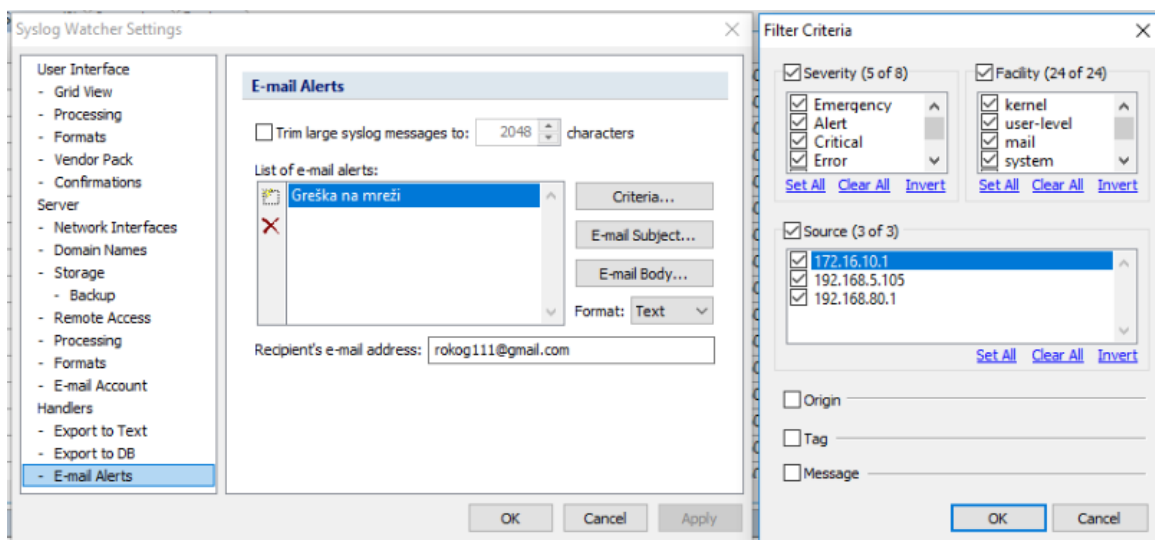 Syslog Watcher Settings
User Interface
- Grid View
- Processing
- Formats
- Vendor Pack
- Confirmations
Server
- Network Interfaces
- Domain Names
- Storage
- Backup
- Remote Access
- Processing
- Formats
- E-mail Account
Handlers
- Export to Text
- Export to DB
- E-mail Alerts
E-mail Alerts
Trim large syslog messages to: 2048 characters
List of e-mail alerts:
Greška na mreži
Criteria...
E-mail Subject...
E-mail Body...
Format: Text
Recipient's e-mail address: rokog111@gmail.com
OK Cancel Apply
Filter Criteria
Severity (5 of 8)
Emergency
Alert
Critical
Error
Set All Clear All Invert
Facility (24 of 24)
kernel
user-level
mail
system
Set All Clear All Invert
Source (3 of 3)
172.16.10.1
192.168.5.105
192.168.80.1
Set All Clear All Invert
Origin
Tag
Message
OK Cancel